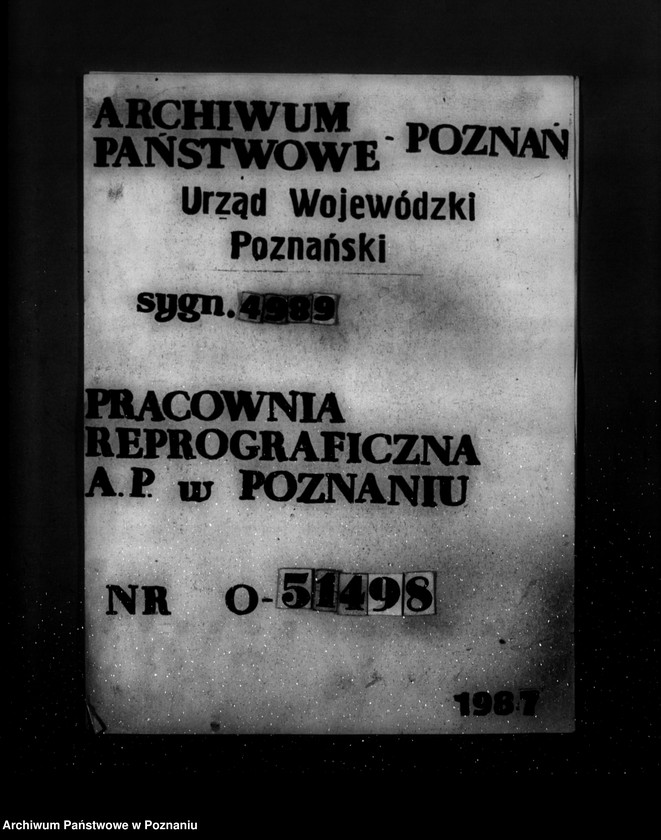 ARCHIWUM
PAŃSTWOWE - POZNAŃ
Urząd Wojewódzki
Poznański
sygn. 4989
PRACOWNIA
REPROGRAFICZNA
A.P. w POZNANIU
NR O-51498
1987
Archiwum Państwowe w Poznaniu